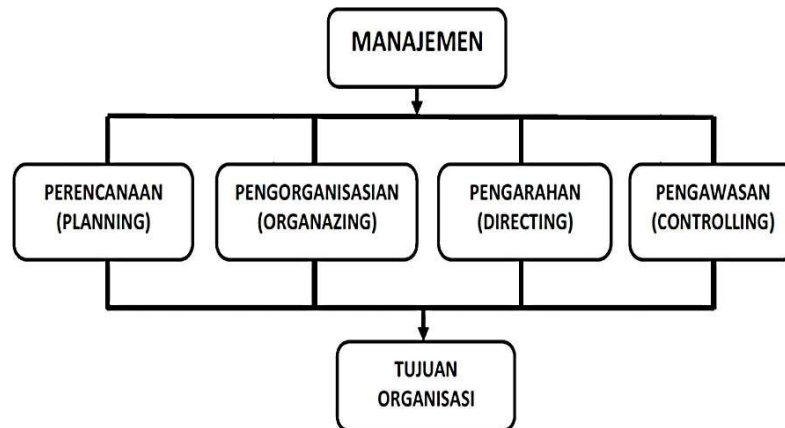 MANAJEMEN
PERENCANAAN
(PLANNING)
PENGORGANISASIAN
(ORGANAZING)
PENGARAHAN
(DIRECTING)
PENGAWASAN
(CONTROLLING)
TUJUAN
ORGANISASI